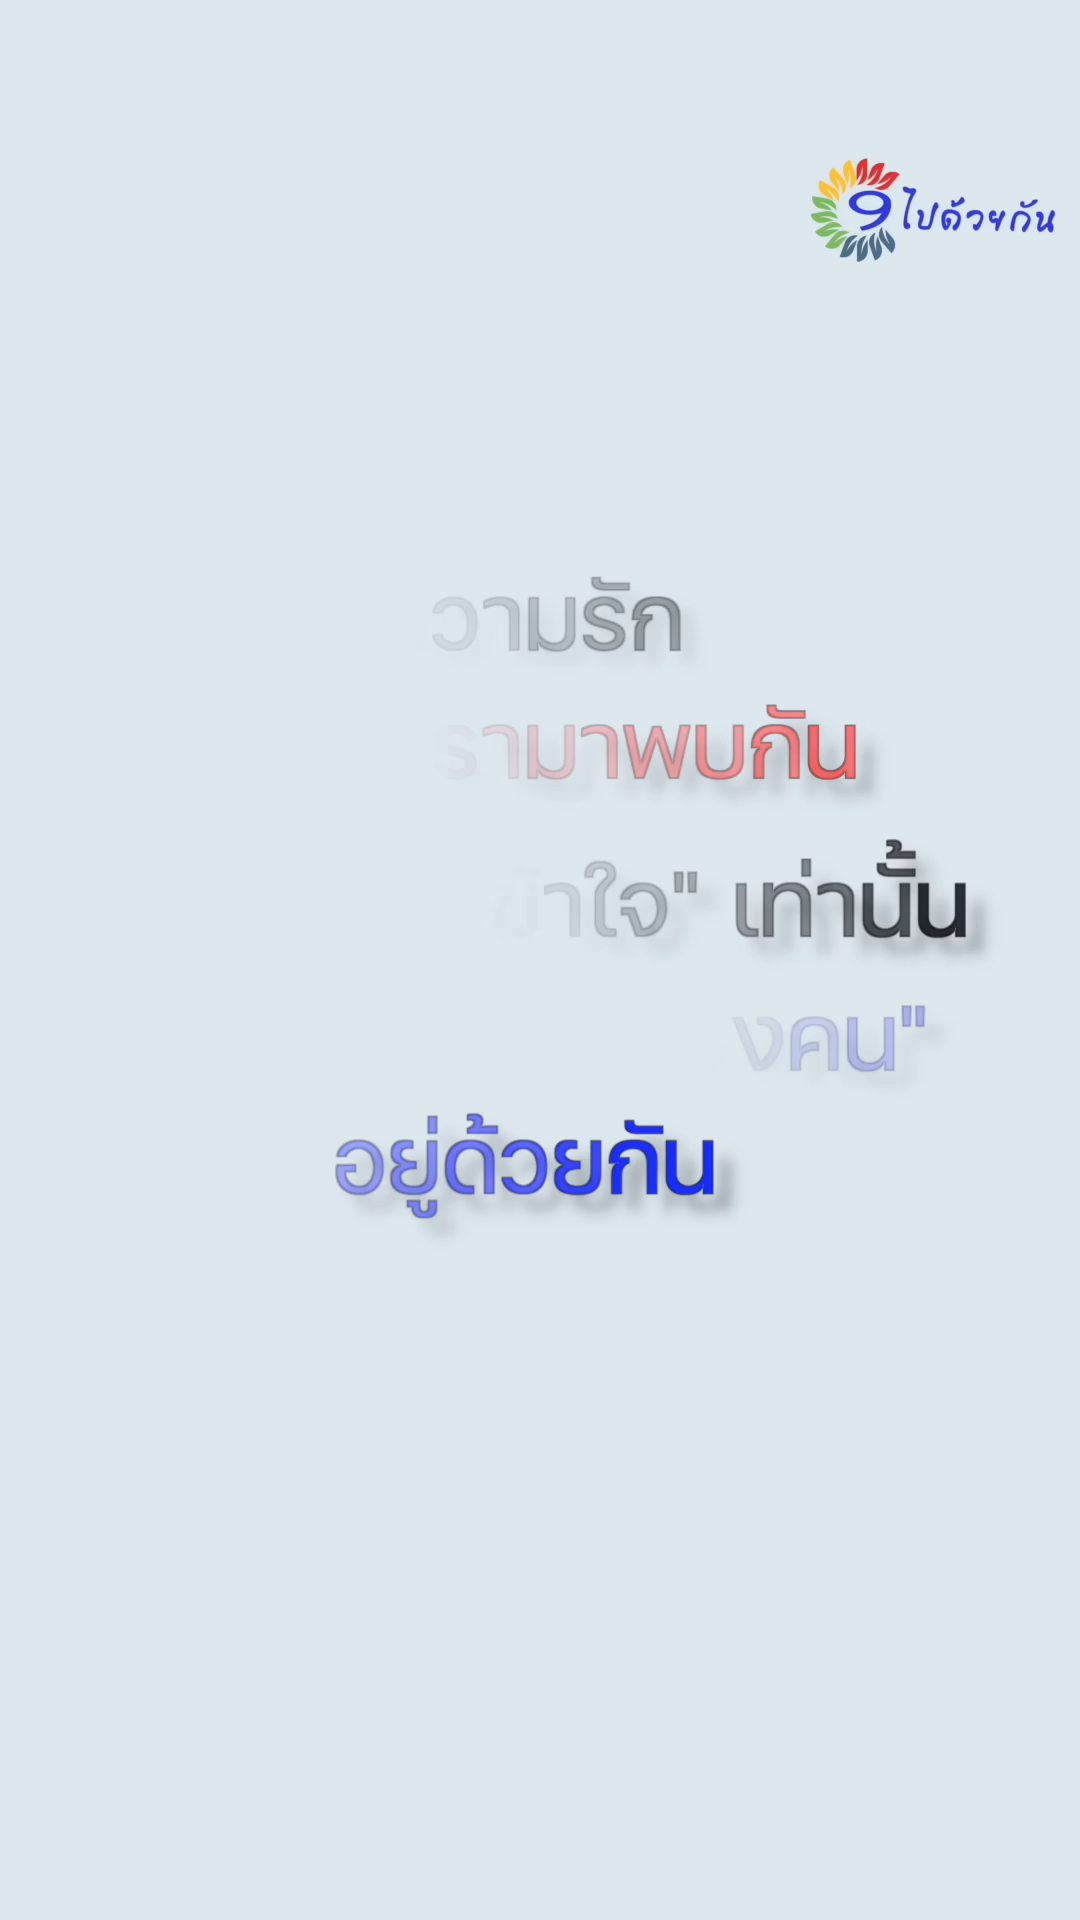 9 ไปด้วยกัน
วามรัก
รามาพบกัน
ข้าใจ" เท่านั้น
งคน"
อยู่ด้วยกัน